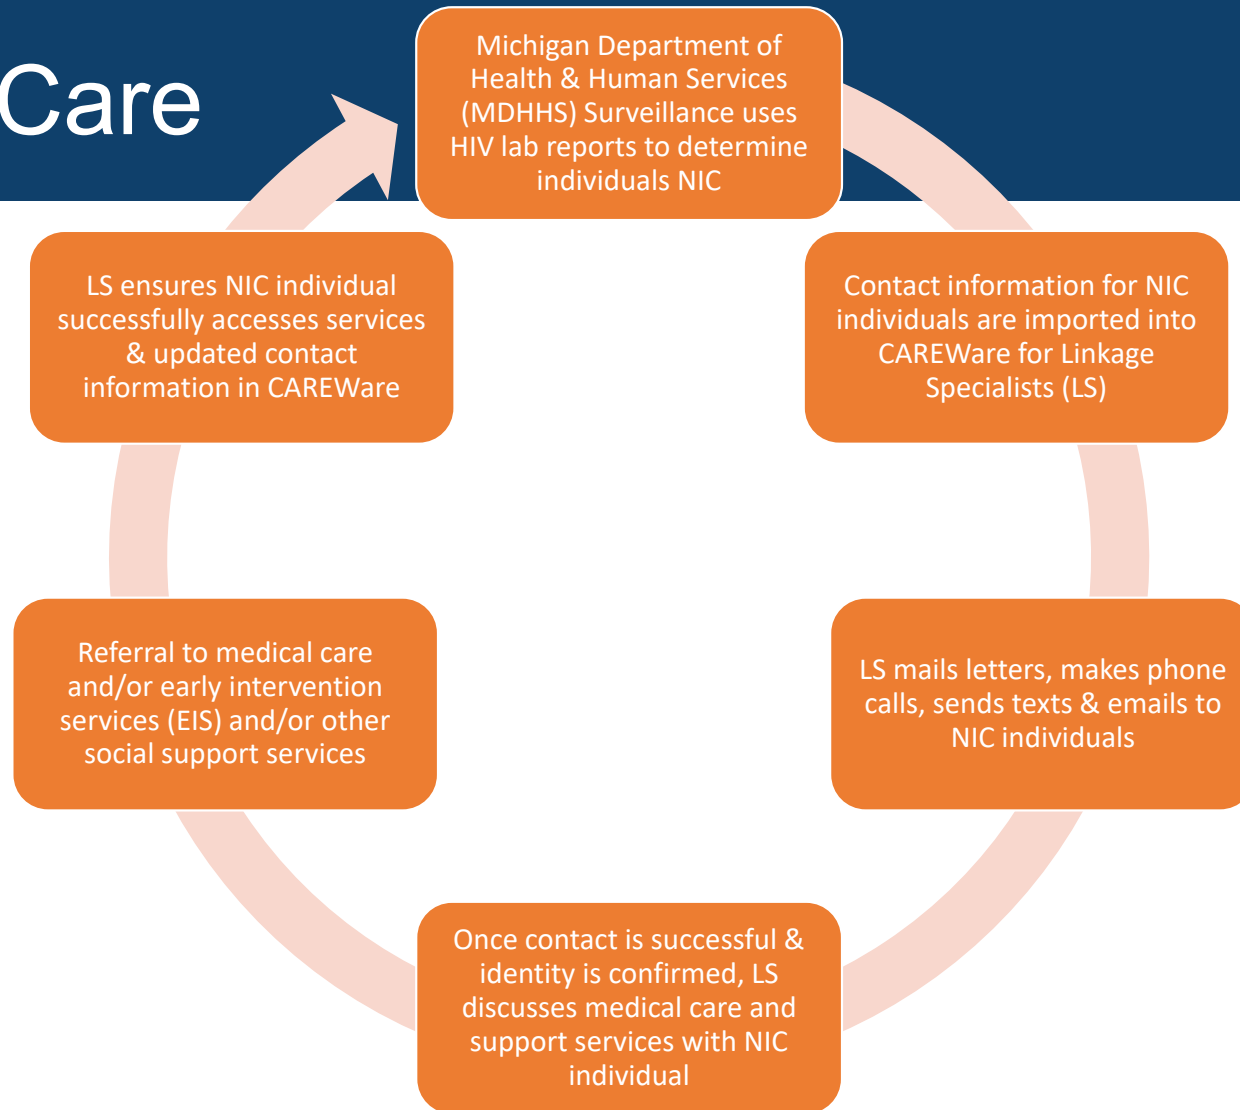 Care
Michigan Department of
Health & Human Services
(MDHHS) Surveillance uses
HIV lab reports to determine
individuals NIC
Contact information for NIC
individuals are imported into
CAREWare for Linkage
Specialists (LS)
LS mails letters, makes phone
calls, sends texts & emails to
NIC individuals
Once contact is successful &
identity is confirmed, LS
discusses medical care and
support services with NIC
individual
Referral to medical care
and/or early intervention
services (EIS) and/or other
social support services
LS ensures NIC individual
successfully accesses services
& updated contact
information in CAREWare